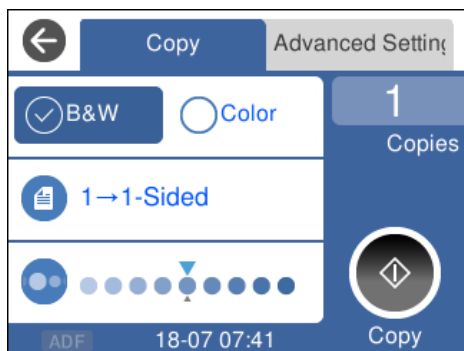 Copy
Advanced Setting
B&W
Color
1
Copies
1→1-Sided
ADF
18-07 07:41
Copy